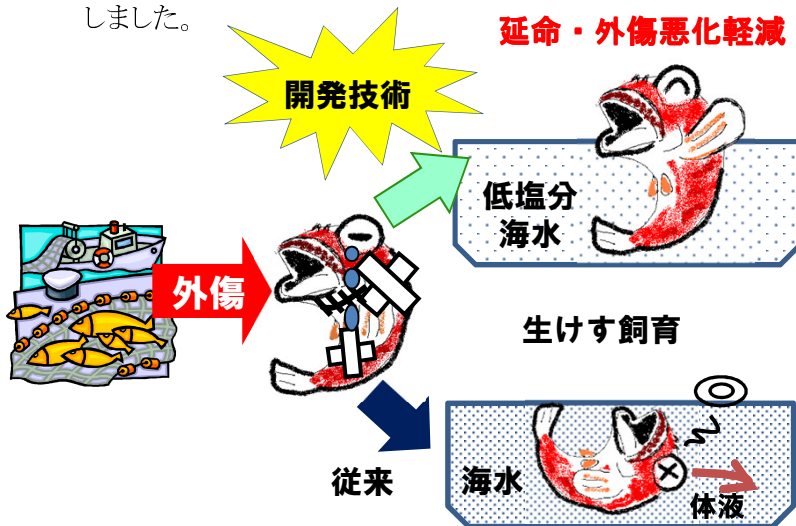 しました。
延命・外傷悪化軽減
開発技術
低塩分
海水
外傷
生けす飼育
従来
海水
体液